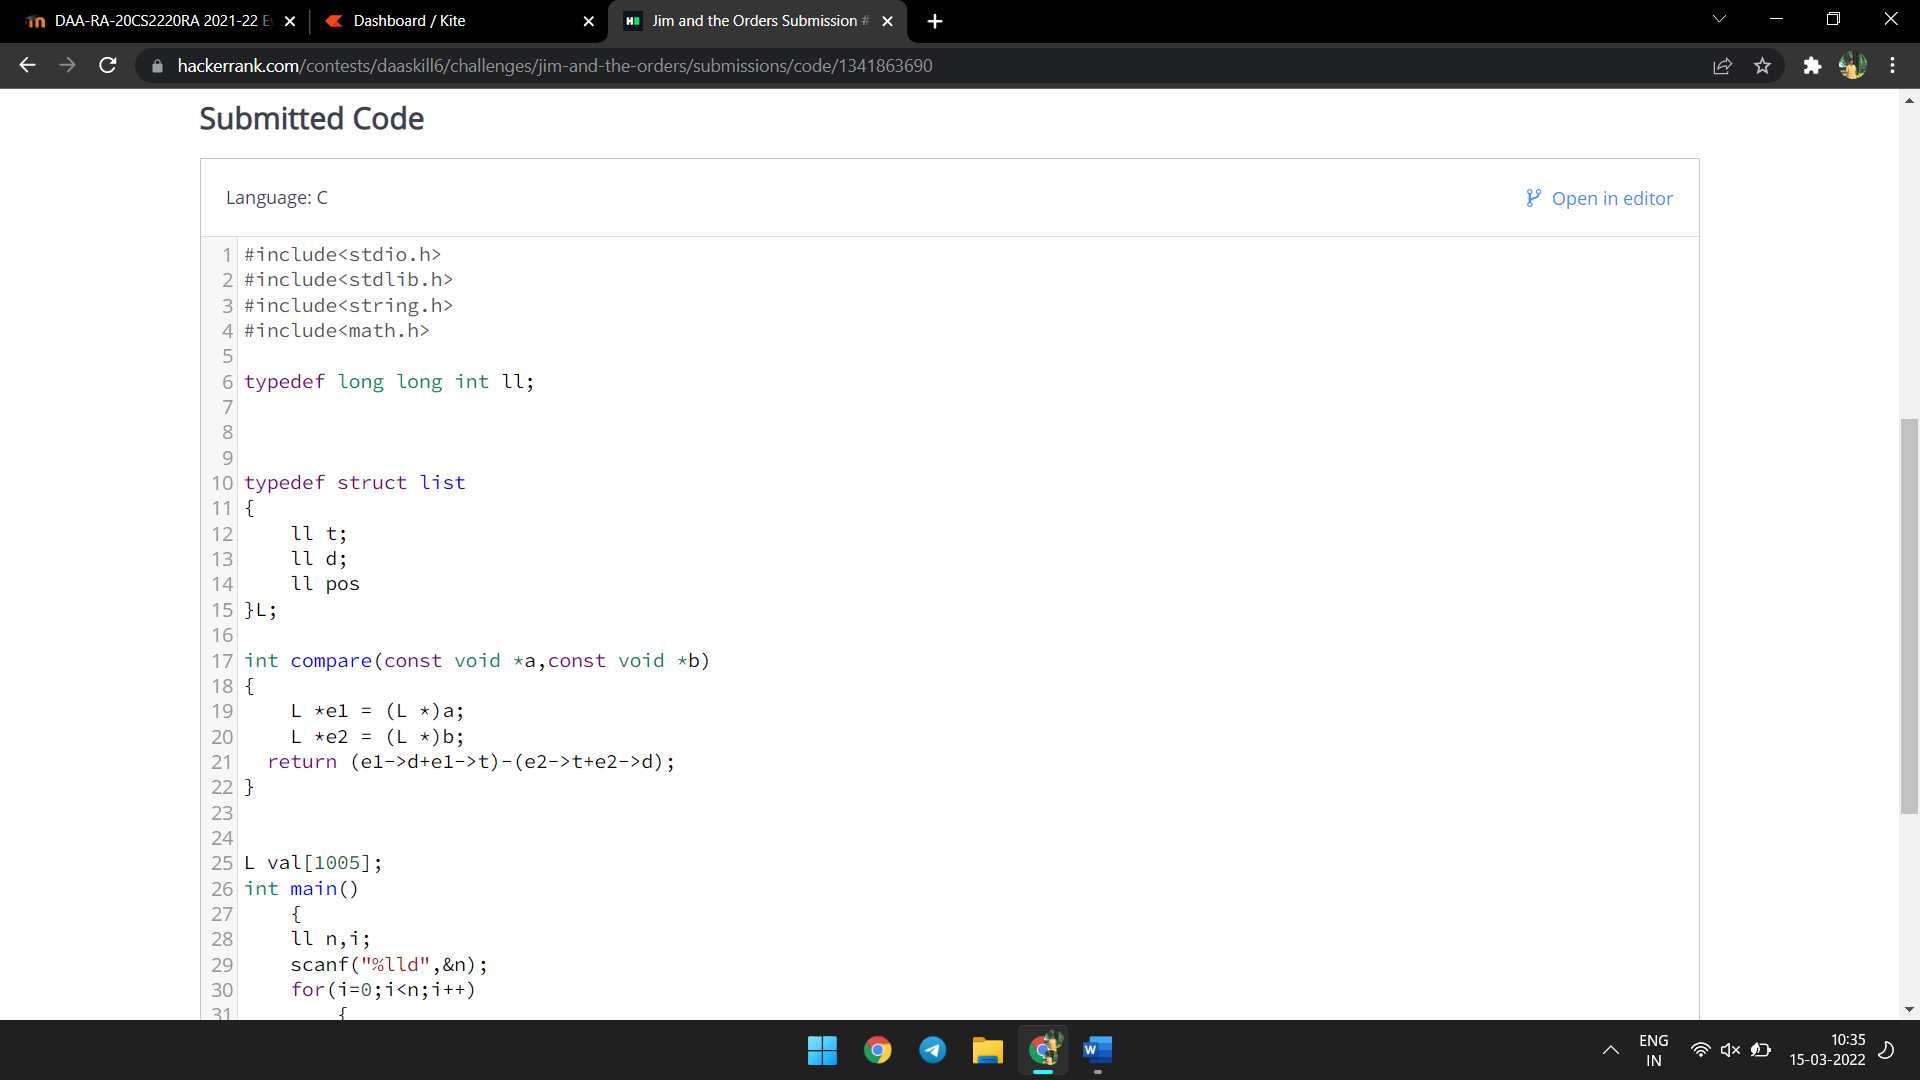 DAA-RA-20CS2220RA 2021-22 E
Dashboard / Kite
Jim and the Orders Submission #
hackerrank.com/contests/daaskill6/challenges/jim-and-the-orders/submissions/code/1341863690
Submitted Code
Language: C
Open in editor
1 #include<stdio.h>
2 #include<stdlib.h>
3 #include<string.h>
4 #include<math.h>
5
6 typedef long long int ll;
7
8
9
10 typedef struct list
11 {
12     ll t;
13     ll d;
14     ll pos
15 }L;
16
17 int compare(const void *a,const void *b)
18 {
19     L *e1 = (L *)a;
20     L *e2 = (L *)b;
21   return (e1->d+e1->t)-(e2->t+e2->d);
22 }
23
24
25 L val[1005];
26 int main()
27     {
28     ll n,i;
29     scanf("%lld",&n);
30     for(i=0;i<n;i++)
31         {
ENG
IN
10:35
15-03-2022